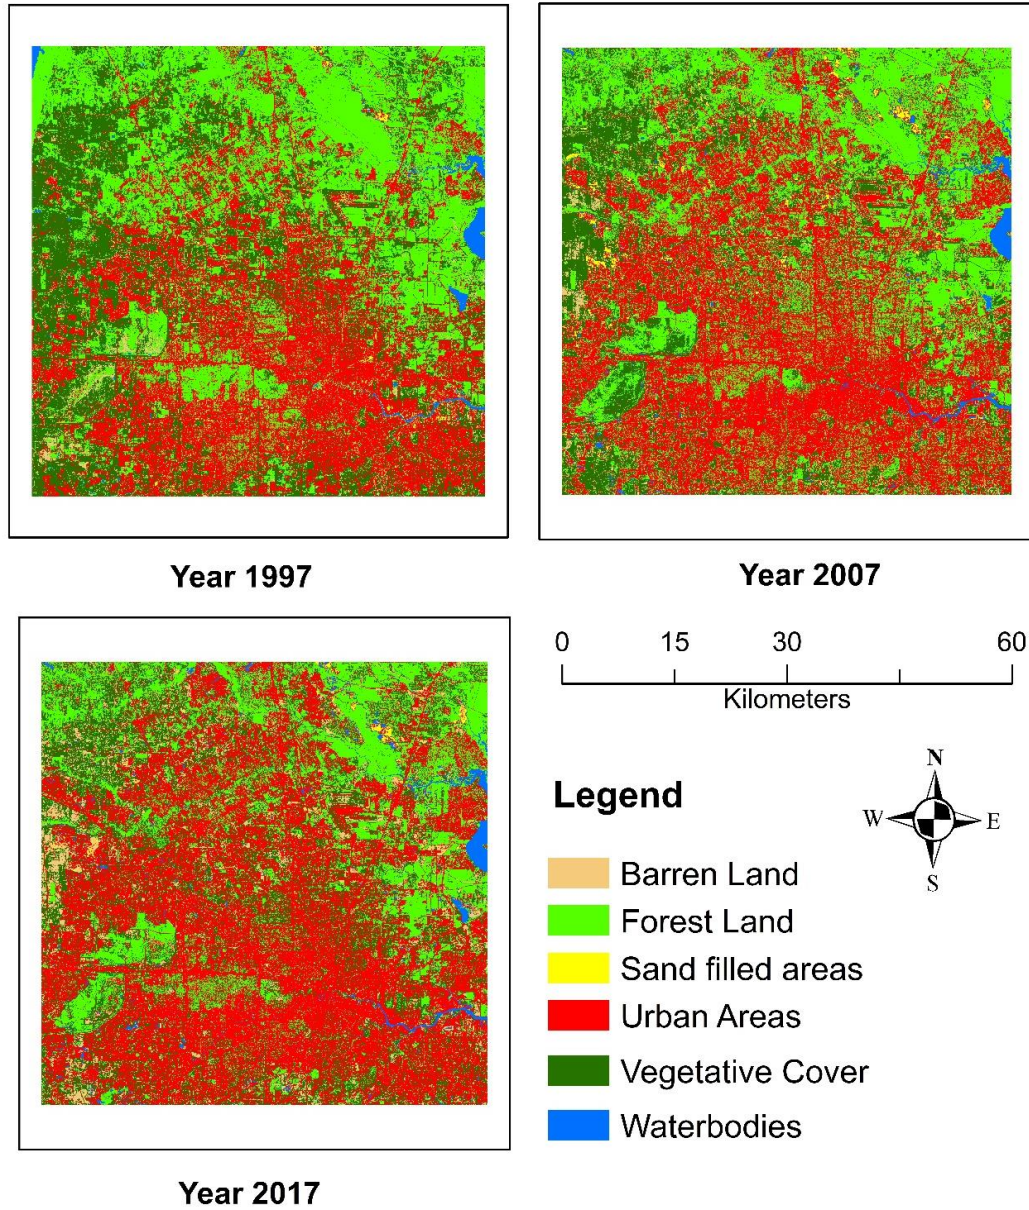 Year 1997
Year 2007
Year 2017
0 15 30 60
Kilometers
N
W E
S
Legend
Barren Land
Forest Land
Sand filled areas
Urban Areas
Vegetative Cover
Waterbodies